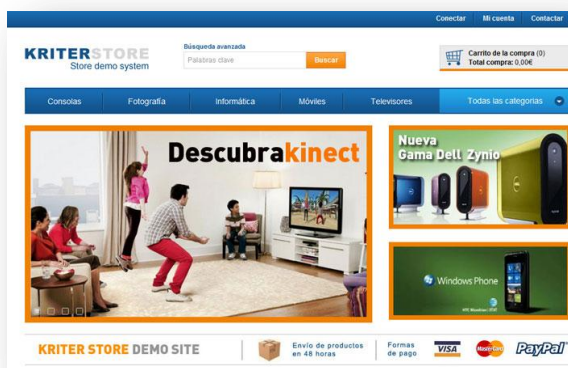 Conectar
Mi cuenta
Contactar
KRITERSTORE
Store demo system
Búsqueda avanzada
Palabras clave
Buscar
Carrito de la compra (0)
Total compra: 0,00€
Consolas
Fotografía
Informática
Móviles
Televisores
Todas las categorias
Descubrakinect
Nueva
Gama Dell Zynio
Windows Phone
KRITER STORE DEMO SITE
Envío de productos
en 48 horas
Formas
de pago
VISA
MasterCard
PayPal